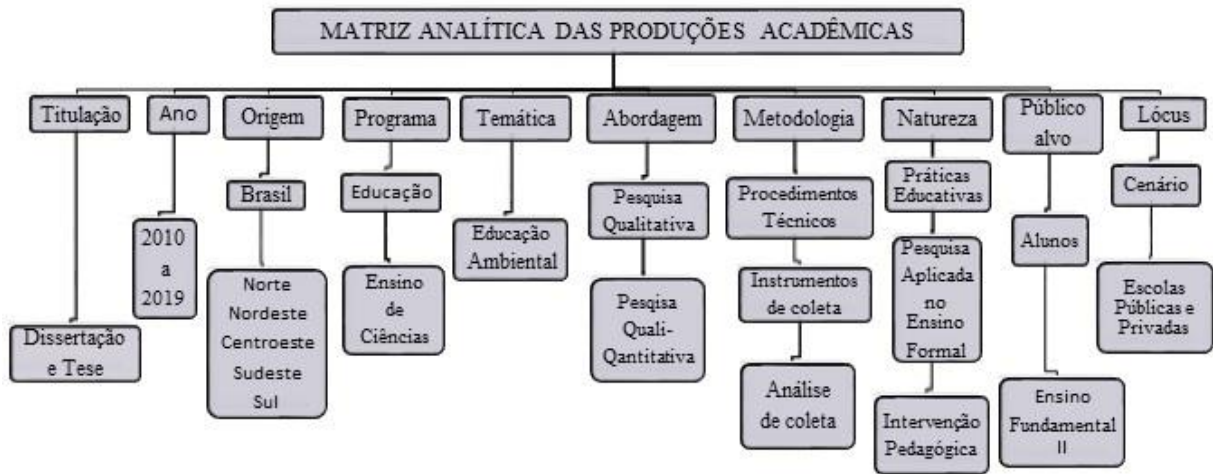 MATRIZ ANALÍTICA DAS PRODUÇÕES ACADÊMICAS
Titulação
Dissertação
e Tese
Ano
2010
a
2019
Origem
Brasil
Norte
Nordeste
Centroeste
Sudeste
Sul
Programa
Educação
Ensino
de
Ciências
Temática
Educação
Ambiental
Abordagem
Pesquisa
Qualitativa
Pesqisa
Quali-
Qantitativa
Metodologia
Procedimentos
Técnicos
Instrumentos
de coleta
Análise
de coleta
Natureza
Práticas
Educativas
Pesquisa
Aplicada
no
Ensino
Formal
Intervenção
Pedagógica
Público
alvo
Alunos
Ensino
Fundamental
II
Lócus
Cenário
Escolas
Públicas e
Privadas